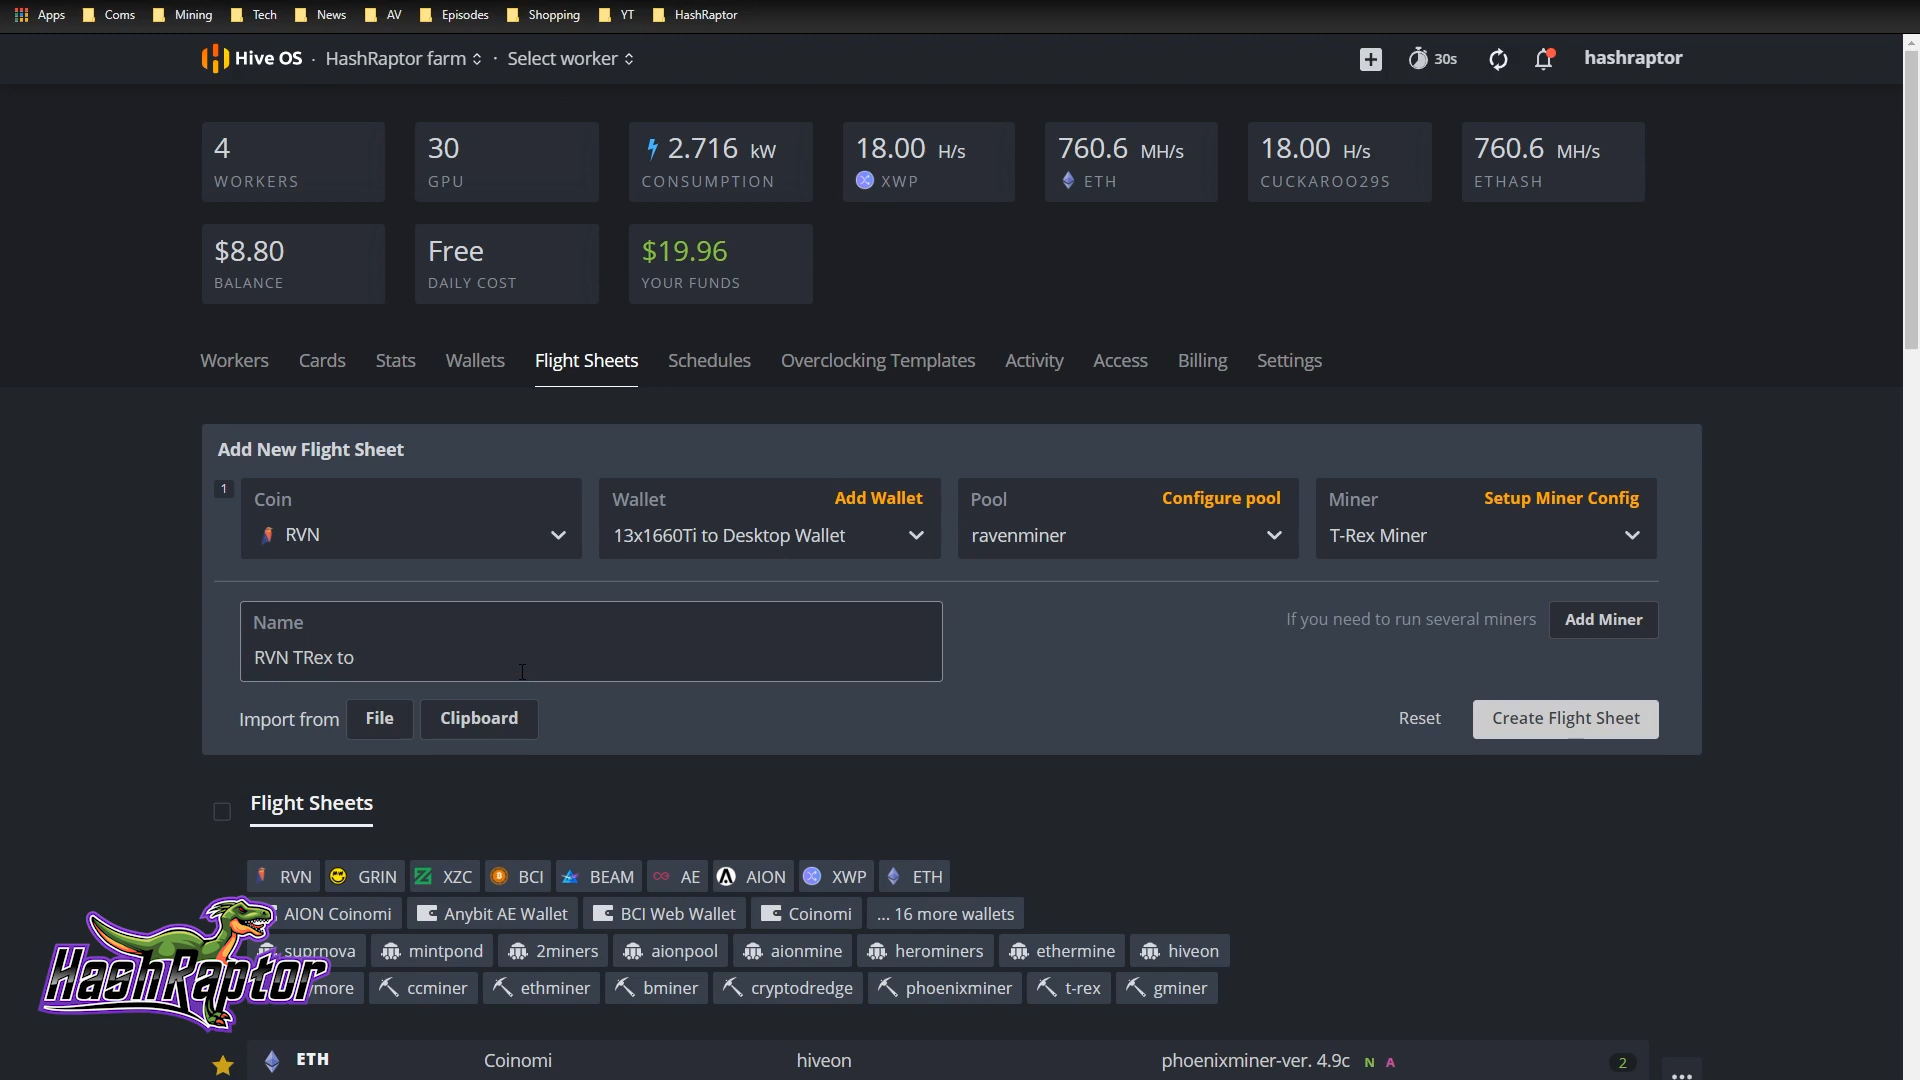 Apps Coms Mining Tech News AV Episodes Shopping YT HashRaptor
Hive OS · HashRaptor farm · Select worker 30s hashraptor
4 30 2.716 kW 18.00 H/s 760.6 MH/s 18.00 H/s 760.6 MH/s
WORKERS GPU CONSUMPTION XWP ETH CUCKAROO29S ETHASH
$8.80 Free $19.96
BALANCE DAILY COST YOUR FUNDS
Workers Cards Stats Wallets Flight Sheets Schedules Overclocking Templates Activity Access Billing Settings
Add New Flight Sheet
1 Coin Wallet Add Wallet Pool Configure pool Miner Setup Miner Config
RVN 13x1660Ti to Desktop Wallet ravenminer T-Rex Miner
Name
RVN TRex to
If you need to run several miners Add Miner
Import from File Clipboard Reset Create Flight Sheet
Flight Sheets
RVN GRIN XZC BCI BEAM AE AION XWP ETH
AION Coinomi Anybit AE Wallet BCI Web Wallet Coinomi ... 16 more wallets
suprnova mintpond 2miners aionpool aionmine herominers ethermine hiveon
more ccminer ethminer bminer cryptodredge phoenixminer t-rex gminer
HashRaptor
ETH Coinomi hiveon phoenixminer-ver. 4.9c N A 2